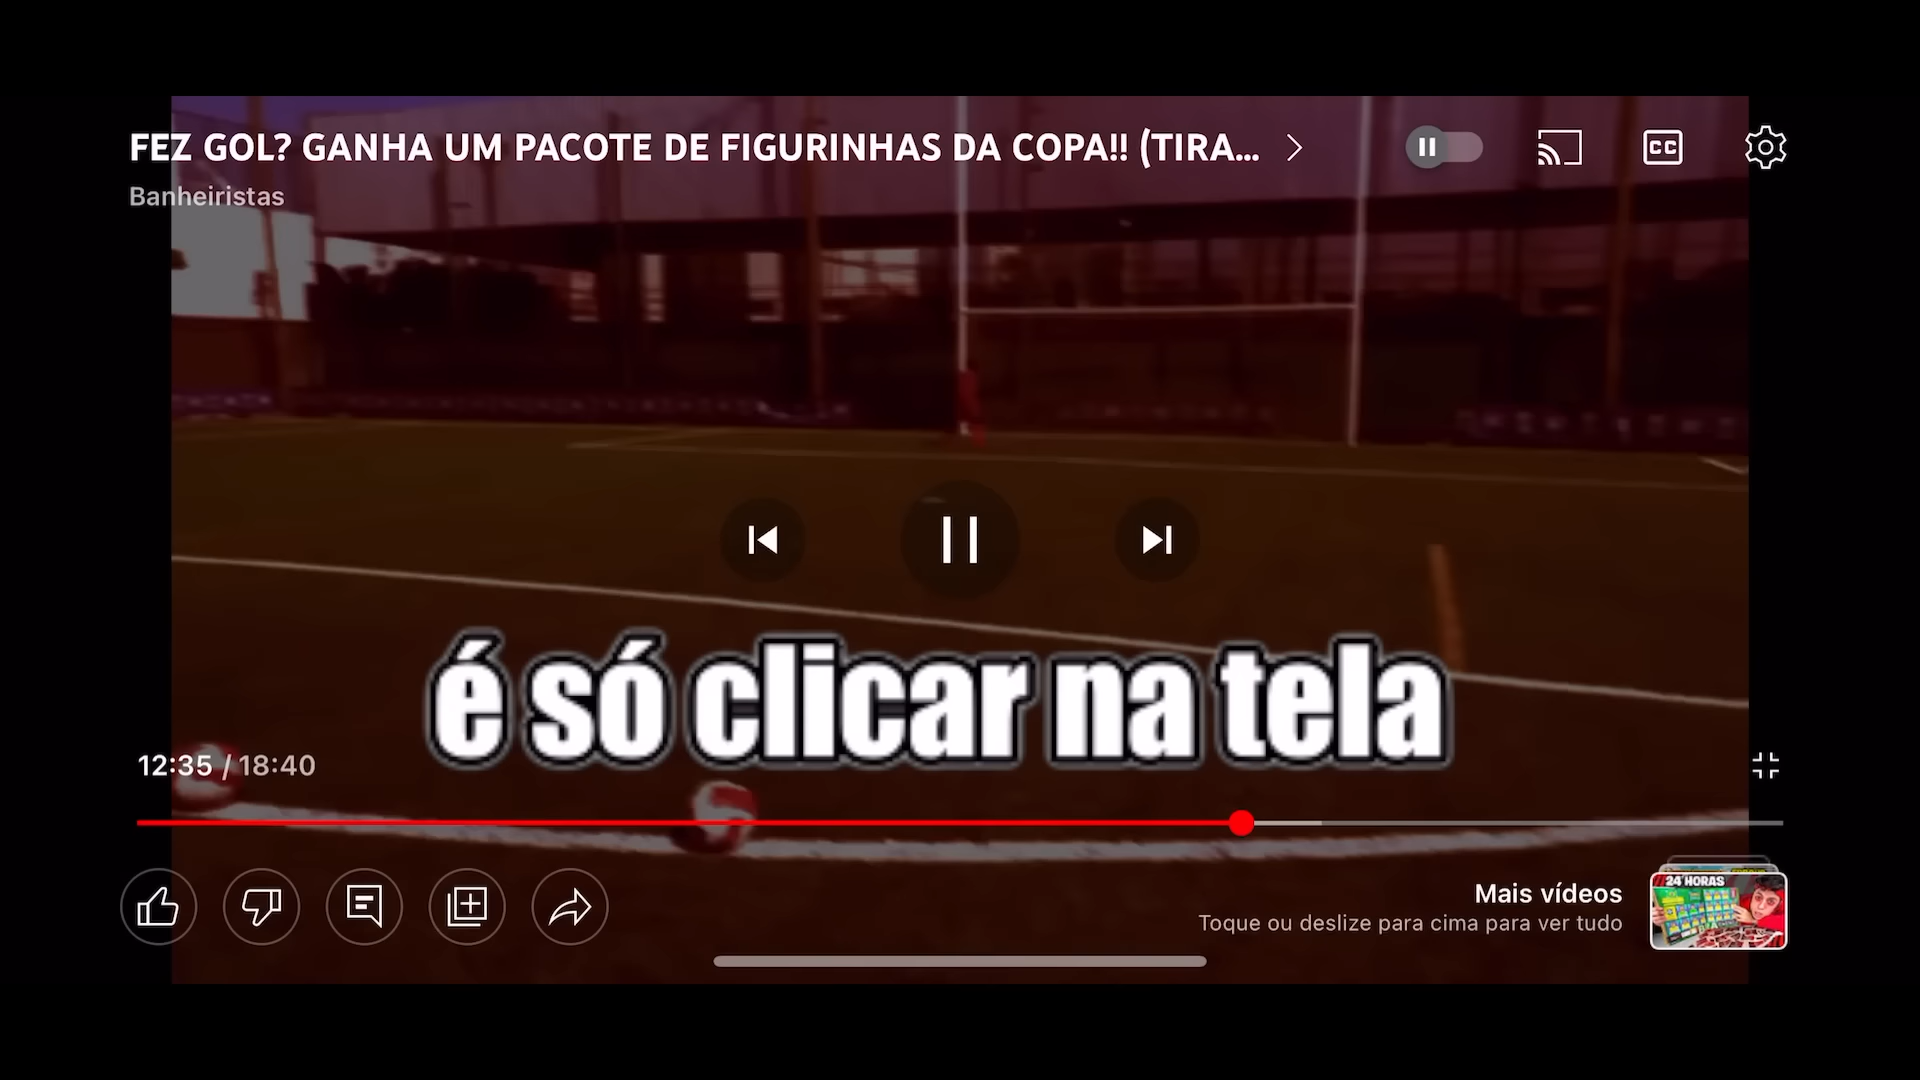 FEZ GOL? GANHA UM PACOTE DE FIGURINHAS DA COPA!! (TIRA...
CC
Banheiristas
é só clicar na tela
12:35 / 18:40
24 HORAS
Mais vídeos
Toque ou deslize para cima para ver tudo